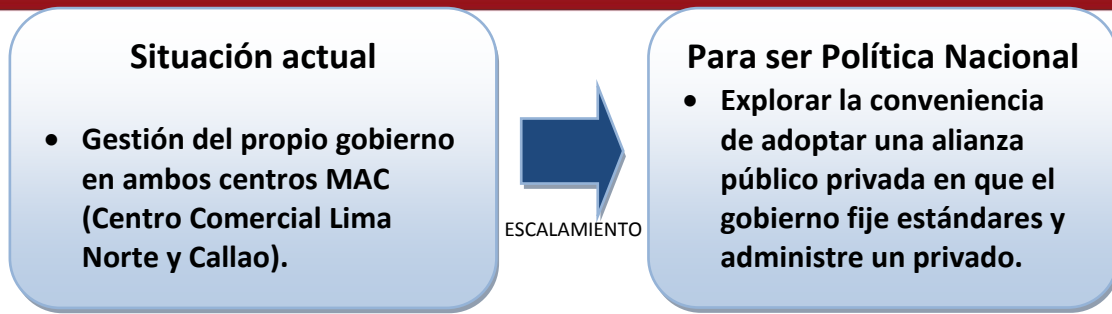 Situación actual
• Gestión del propio gobierno
en ambos centros MAC
(Centro Comercial Lima
Norte y Callao).
ESCALAMIENTO
Para ser Política Nacional
• Explorar la conveniencia
de adoptar una alianza
público privada en que el
gobierno fije estándares y
administre un privado.